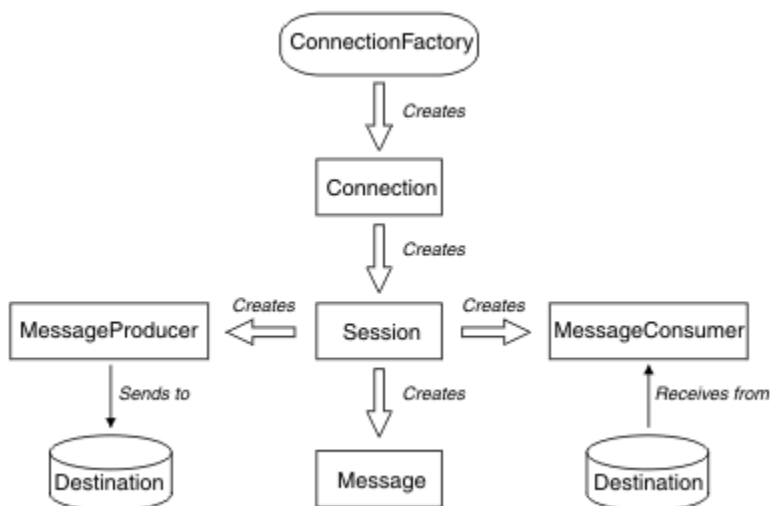 ConnectionFactory
Creates
Connection
Creates
Creates
Creates
MessageProducer
Session
MessageConsumer
Sends to
Creates
Receives from
Destination
Message
Destination